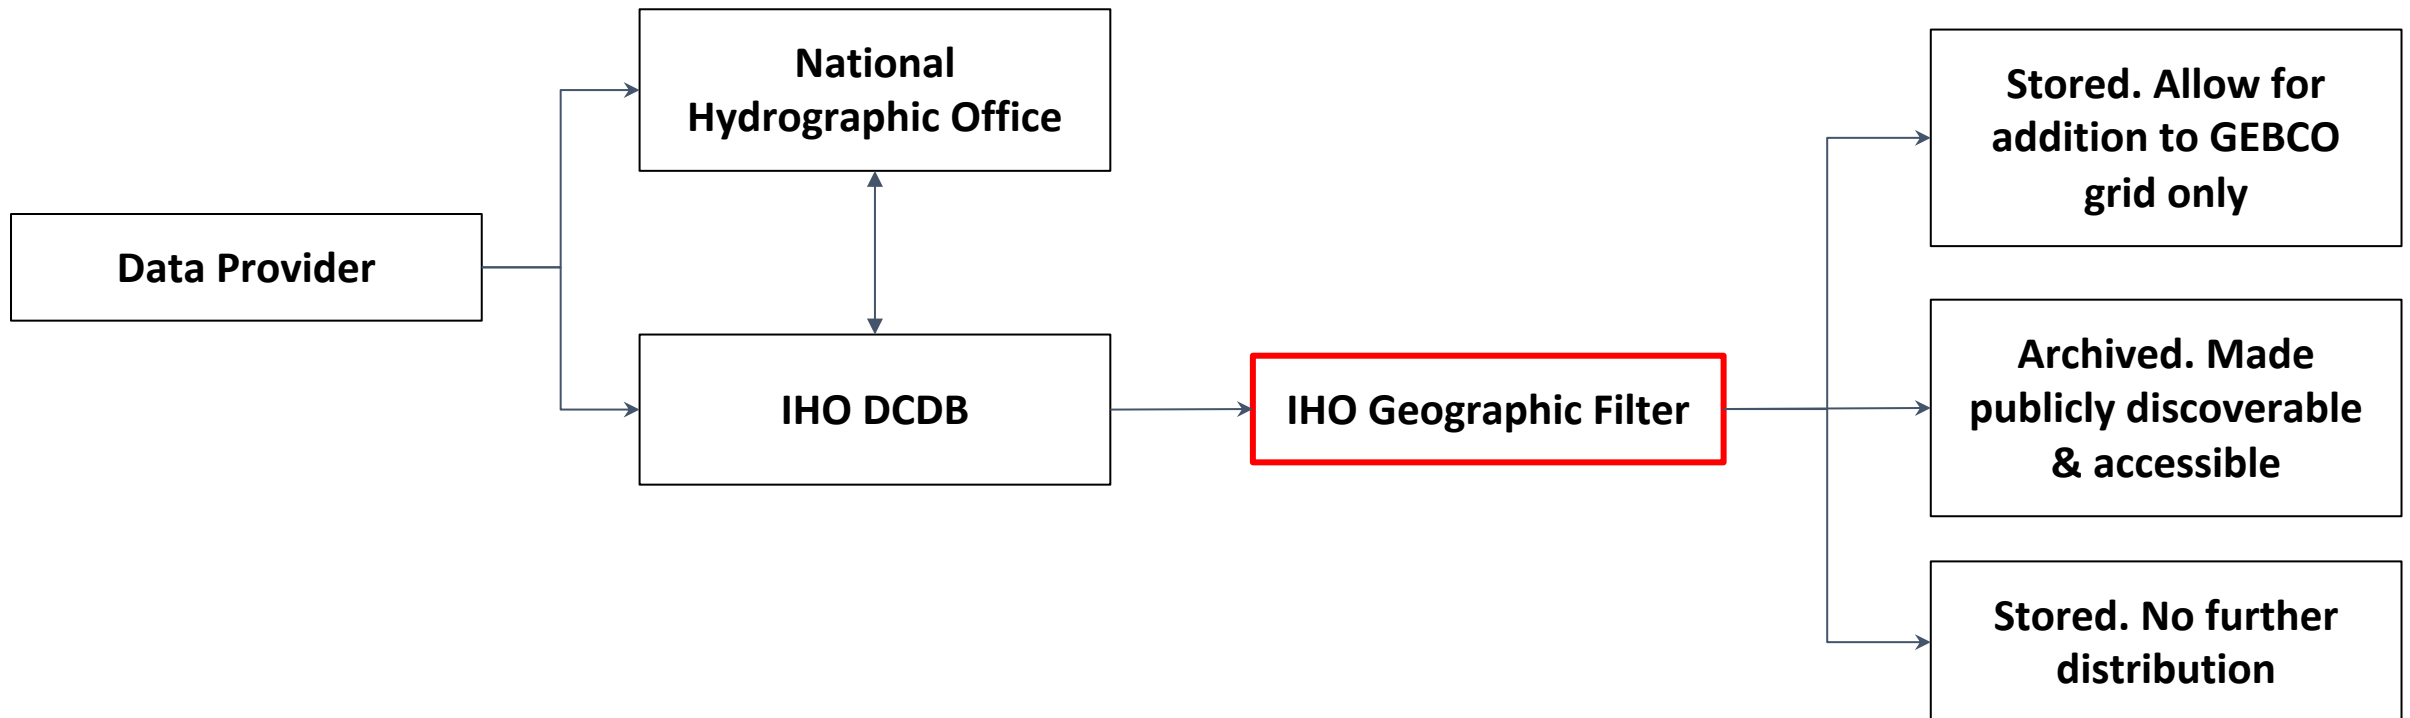 National
Hydrographic Office
Data Provider
IHO DCDB
IHO Geographic Filter
Stored. Allow for
addition to GEBCO
grid only
Archived. Made
publicly discoverable
& accessible
Stored. No further
distribution